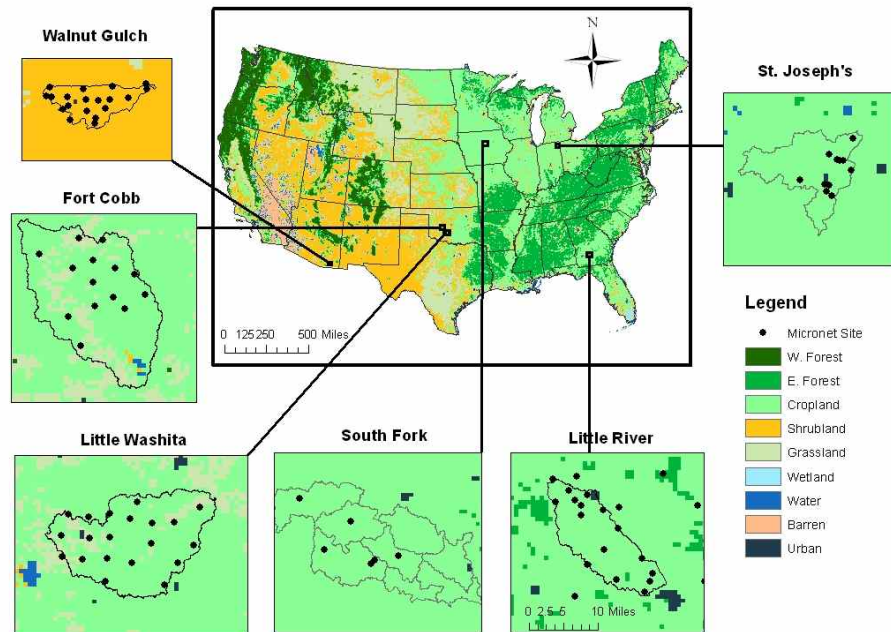 Walnut Gulch
N
St. Joseph's
Fort Cobb
0 125 250 500 Miles
Legend
Micronet Site
W. Forest
E. Forest
Cropland
Shrubland
Grassland
Wetland
Water
Barren
Urban
Little Washita
South Fork
Little River
0 2.5 5 10 Miles